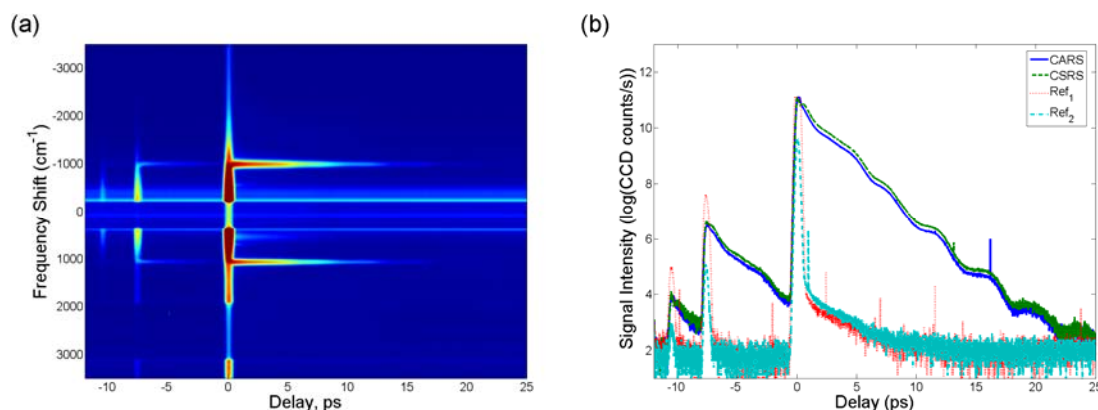 (a)
-3000
-2000
-1000
0
1000
2000
3000
Frequency Shift (cm-1)
-10
-5
0
5
10
15
20
25
Delay, ps
(b)
CARS
CSRS
Ref1
Ref2
12
10
8
6
4
2
Signal Intensity (log(CCD counts/s))
-10
-5
0
5
10
15
20
25
Delay (ps)